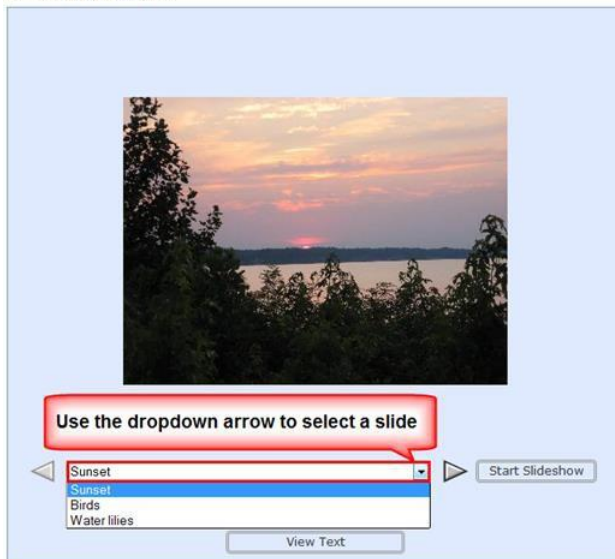 Use the dropdown arrow to select a slide
Sunset
Start Slideshow
Sunset
Birds
Water lilies
View Text